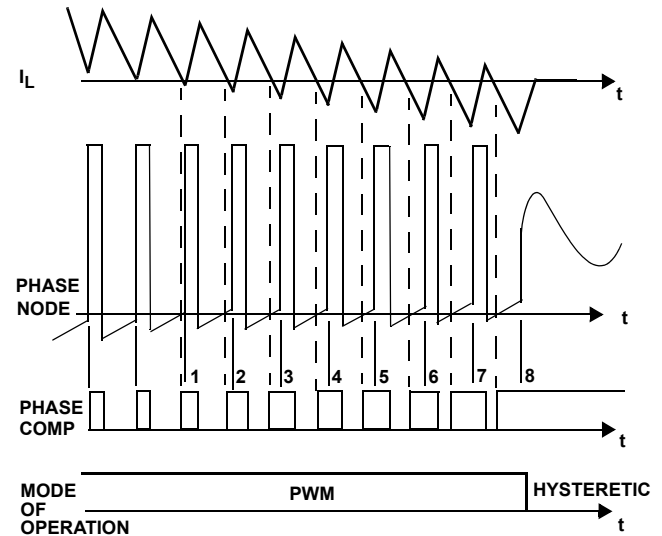 I_L
t
PHASE
NODE
t
1 2 3 4 5 6 7 8
PHASE
COMP
t
MODE
OF
OPERATION
PWM
HYSTERETIC
t